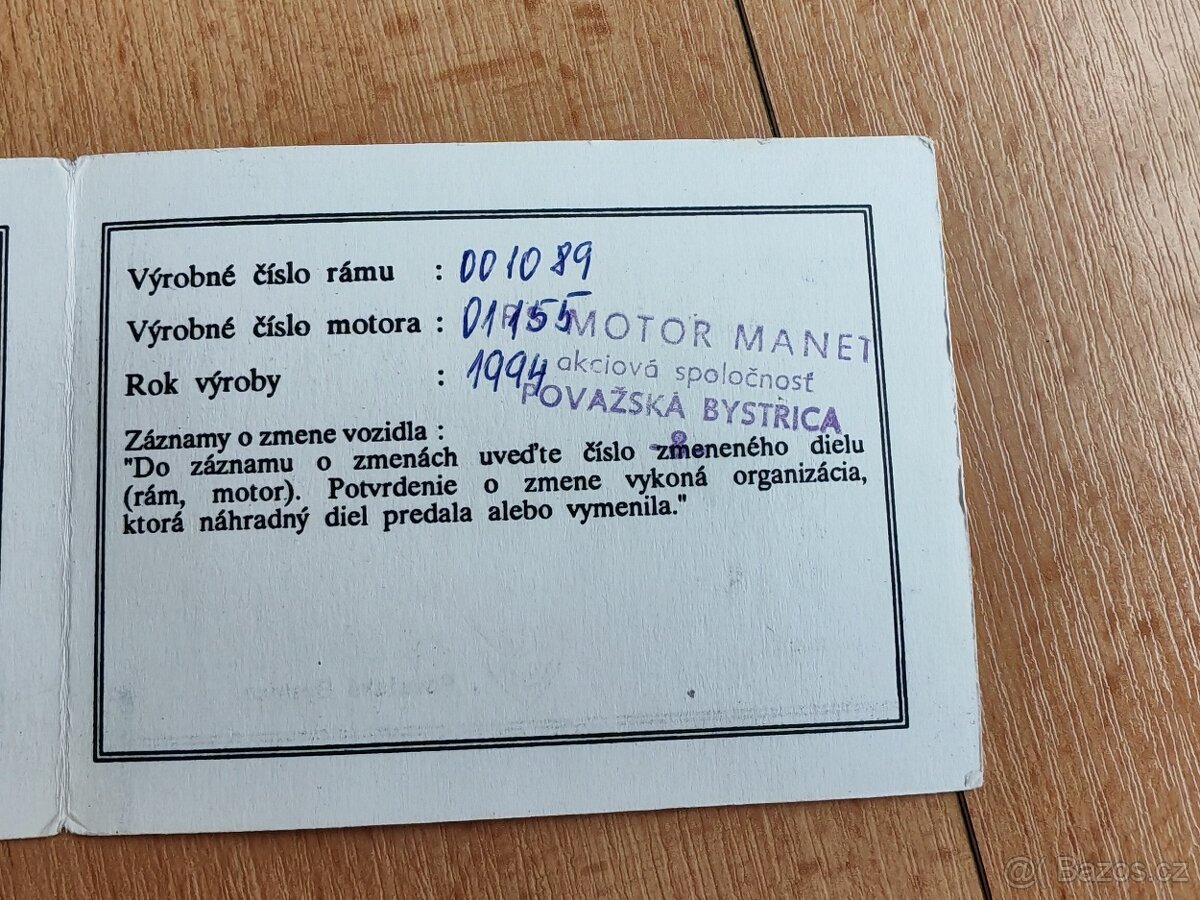 Výrobné číslo rámu : 001089
Výrobné číslo motora : 01155
MOTOR MANET
Rok výroby : 1994
akciová spoločnosť
POVAŽSKÁ BYSTRICA
8
Záznamy o zmene vozidla :
"Do záznamu o zmenách uveďte číslo zmeneného dielu
(rám, motor). Potvrdenie o zmene vykoná organizácia,
ktorá náhradný diel predala alebo vymenila."
Bazos.cz